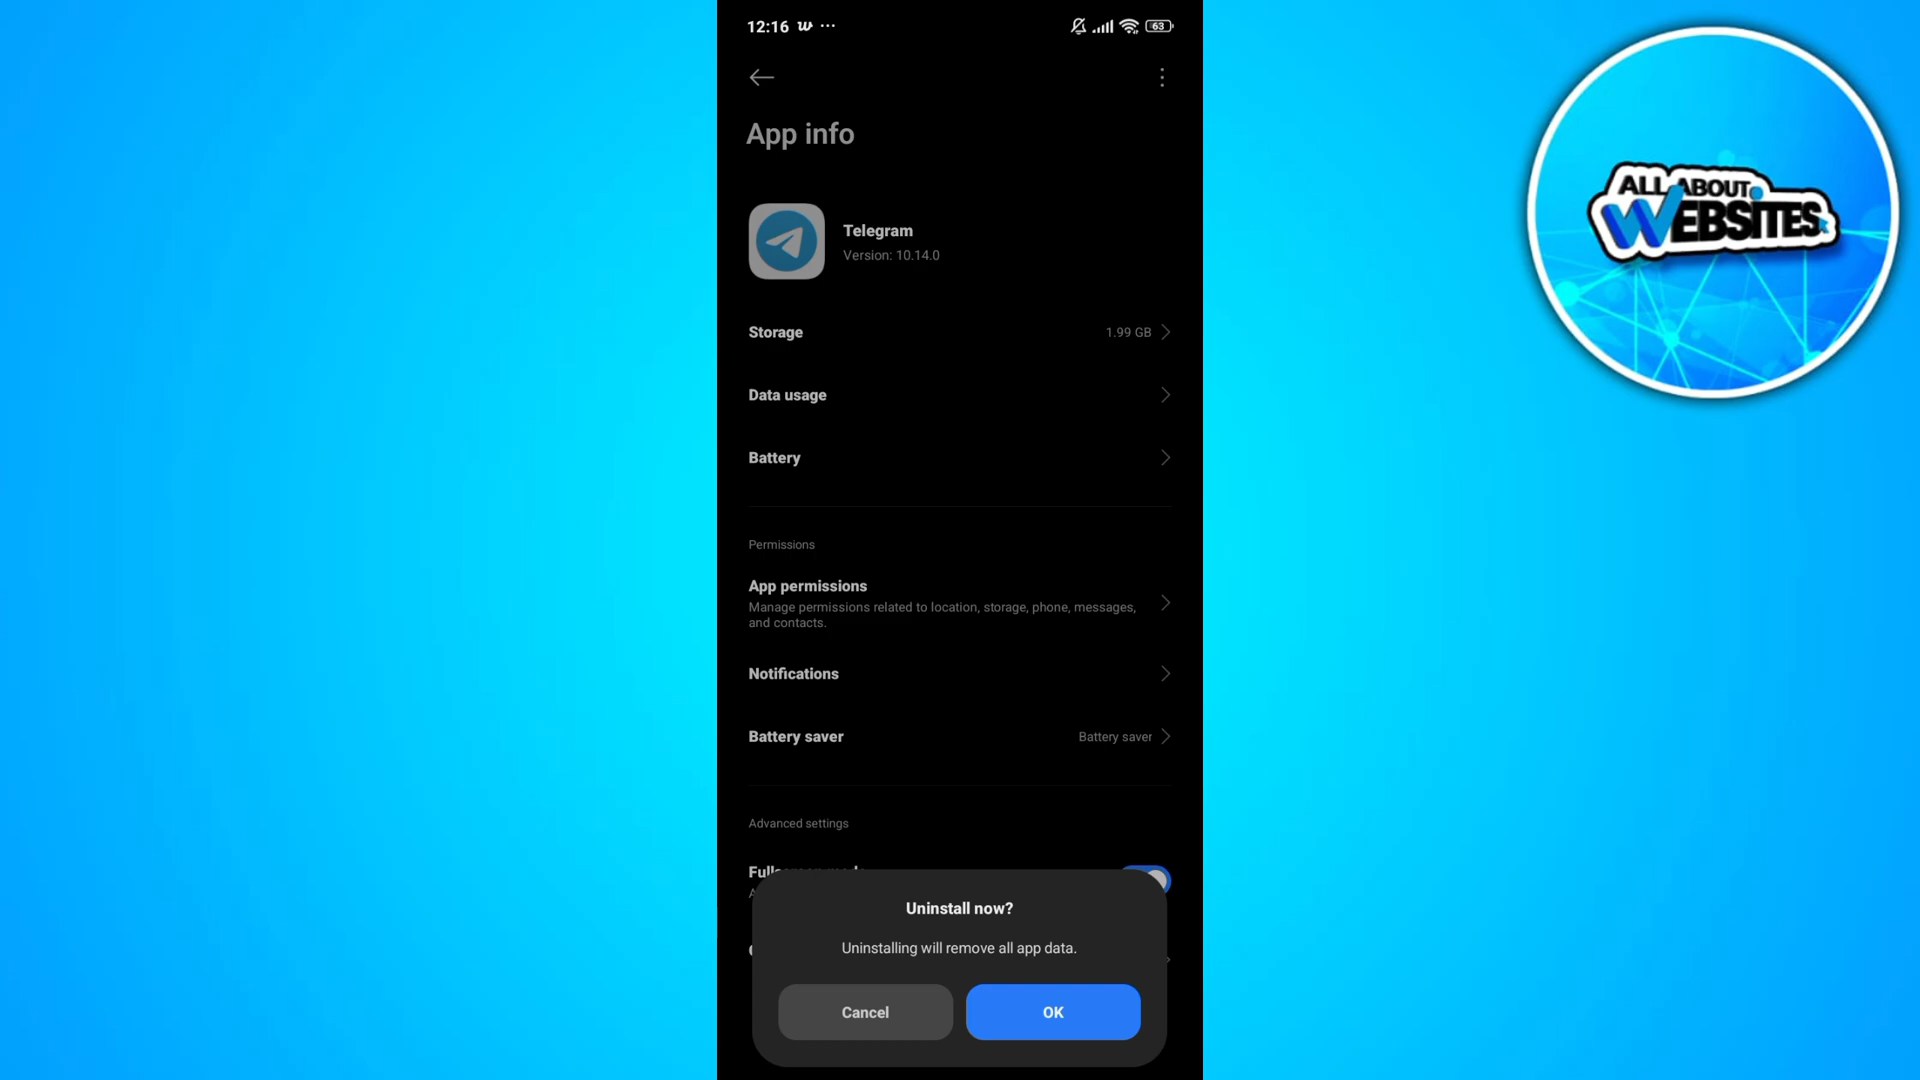 12:16 w ...
63
App info
Telegram
Version: 10.14.0
Storage
1.99 GB
Data usage
Battery
Permissions
App permissions
Manage permissions related to location, storage, phone, messages,
and contacts.
Notifications
Battery saver
Battery saver
Advanced settings
Uninstall now?
Uninstalling will remove all app data.
Cancel
OK
ALL ABOUT
WEBSITES